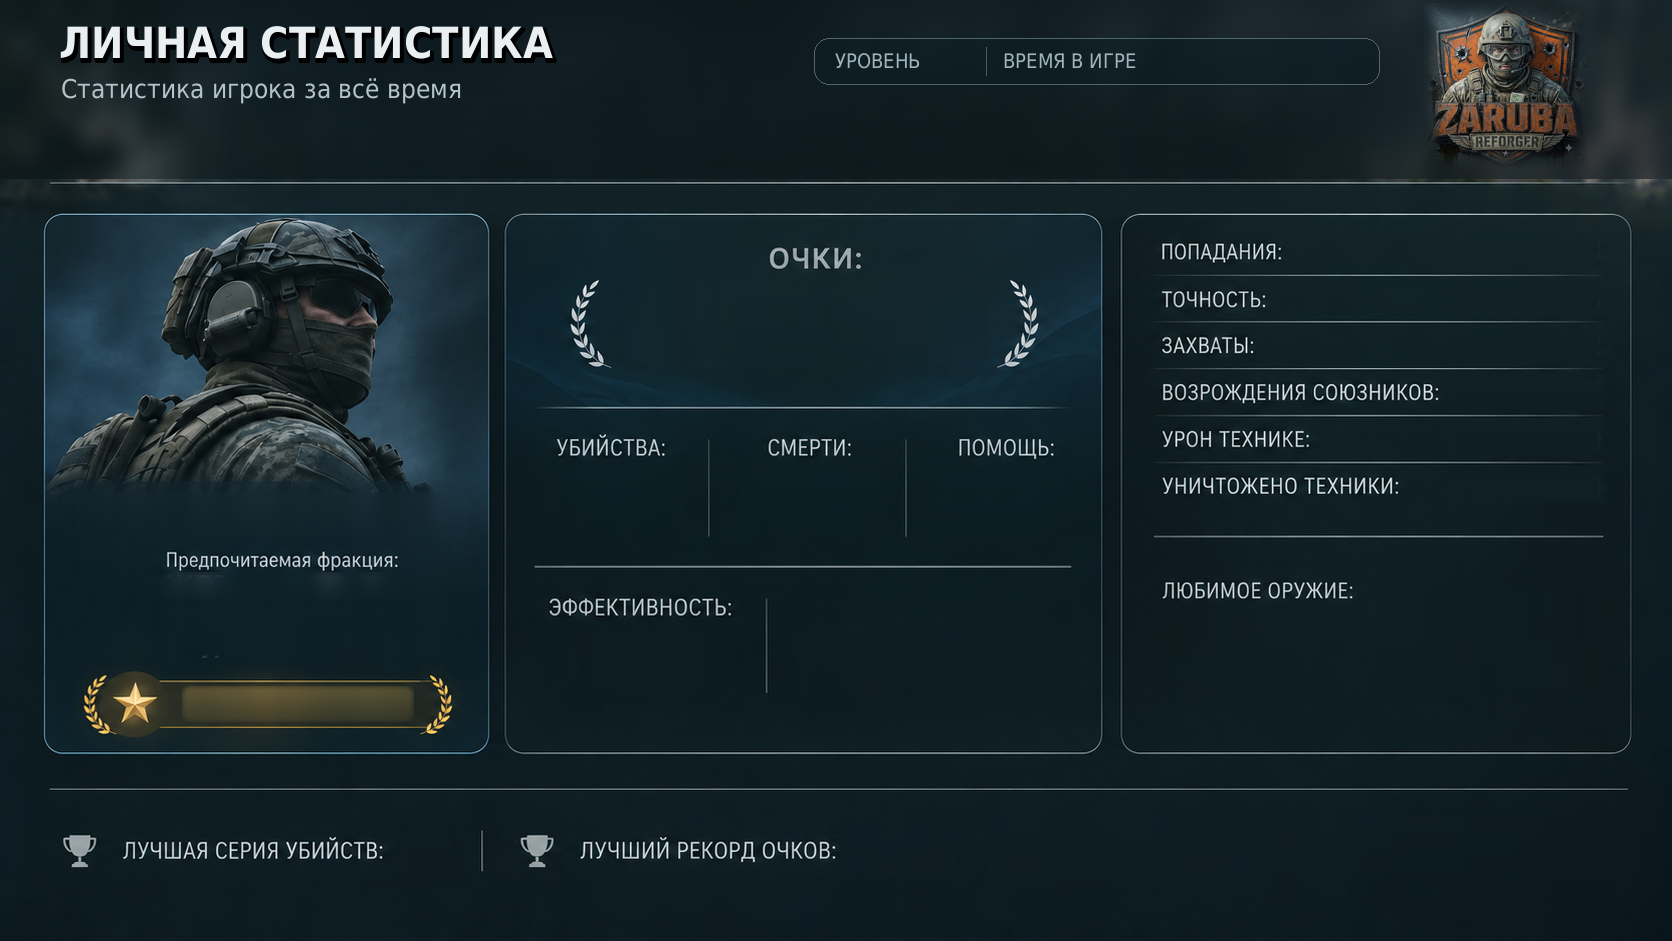 ЛИЧНАЯ СТАТИСТИКА
Статистика игрока за всё время
УРОВЕНЬ
ВРЕМЯ В ИГРЕ
ZARUBA
REFORGER
Предпочитаемая фракция:
ОЧКИ:
УБИЙСТВА:
СМЕРТИ:
ПОМОЩЬ:
ЭФФЕКТИВНОСТЬ:
ПОПАДАНИЯ:
ТОЧНОСТЬ:
ЗАХВАТЫ:
ВОЗРОЖДЕНИЯ СОЮЗНИКОВ:
УРОН ТЕХНИКЕ:
УНИЧТОЖЕНО ТЕХНИКИ:
ЛЮБИМОЕ ОРУЖИЕ:
ЛУЧШАЯ СЕРИЯ УБИЙСТВ:
ЛУЧШИЙ РЕКОРД ОЧКОВ: